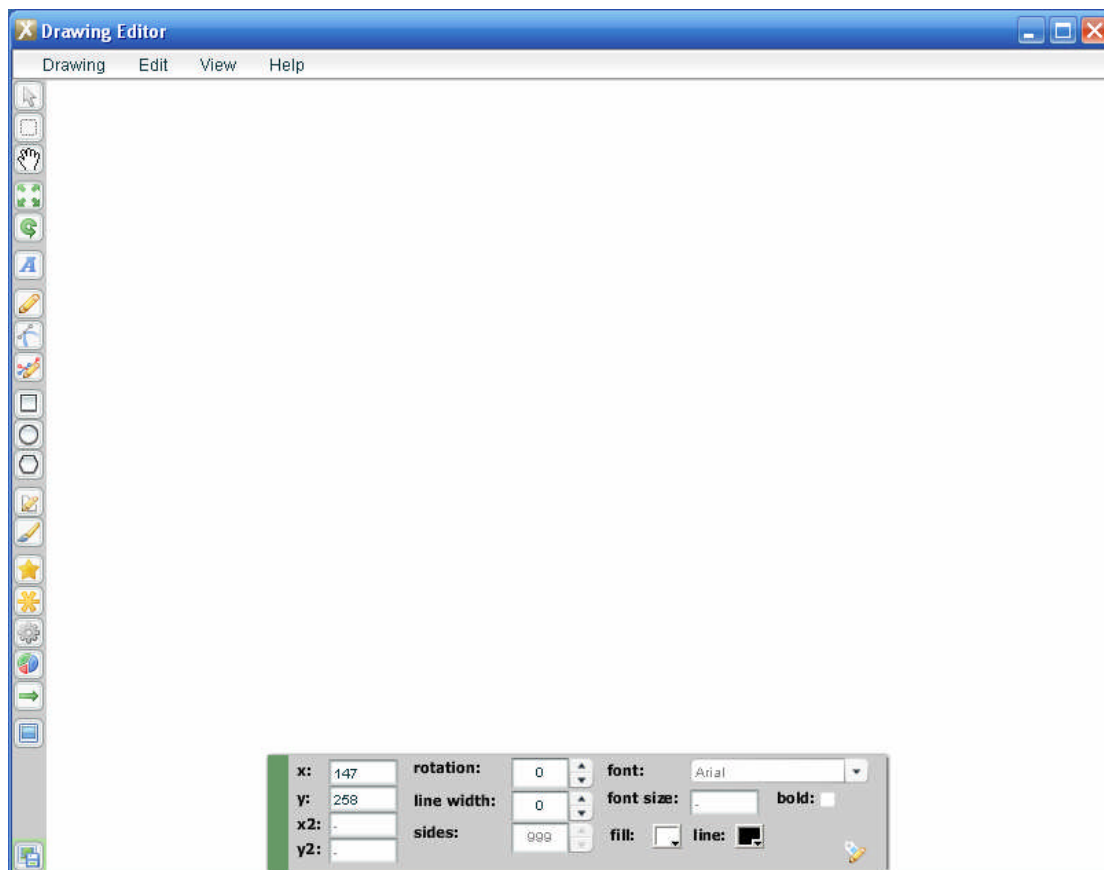 Drawing Editor
Drawing Edit View Help
x: 147 rotation: 0 font: Arial
y: 258 line width: 0 font size: - bold:
x2: - sides: 999 fill: line:
y2: -